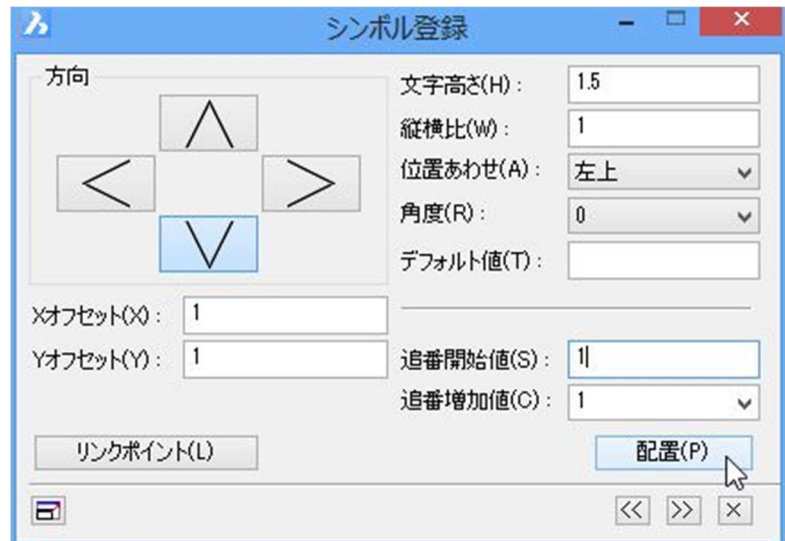 シンボル登録
方向
文字高さ(H) : 1.5
縦横比(W) : 1
位置あわせ(A) : 左上
角度(R) : 0
デフォルト値(T) :
Xオフセット(X) : 1
Yオフセット(Y) : 1
追番開始値(S) : 1
追番増加値(C) : 1
リンクポイント(L)
配置(P)
<< >> ×